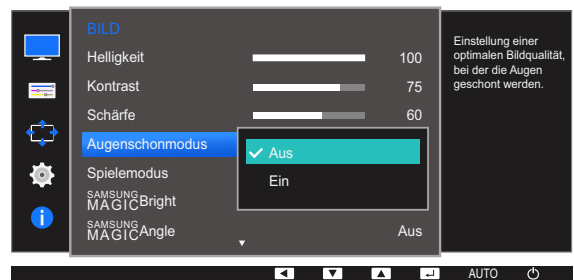 BILD
Helligkeit 100
Kontrast 75
Schärfe 60
Augenschonmodus
Aus
Spielemodus
Ein
SAMSUNG
MAGICBright
SAMSUNG
MAGICAngle Aus
Einstellung einer
optimalen Bildqualität,
bei der die Augen
geschont werden.
AUTO